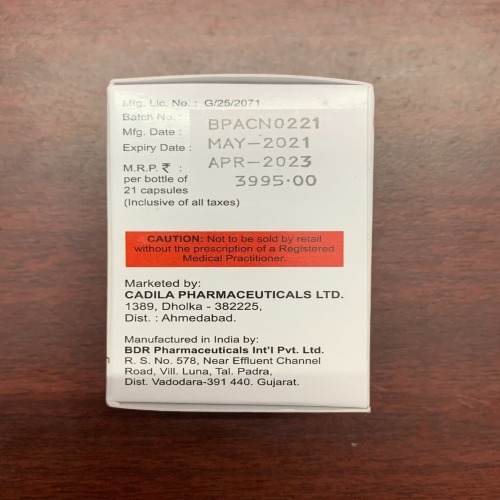 Mfg. Lic. No. : G/25/2071
Batch No. : BPACN0221
Mfg. Date : MAY-2021
Expiry Date : APR-2023
M.R.P. ₹ : 3995.00
per bottle of
21 capsules
(Inclusive of all taxes)
CAUTION: Not to be sold by retail
without the prescription of a Registered
Medical Practitioner.
Marketed by:
CADILA PHARMACEUTICALS LTD.
1389, Dholka - 382225,
Dist. : Ahmedabad.
Manufactured in India by:
BDR Pharmaceuticals Int'l Pvt. Ltd.
R. S. No. 578, Near Effluent Channel
Road, Vill. Luna, Tal. Padra,
Dist. Vadodara-391 440. Gujarat.